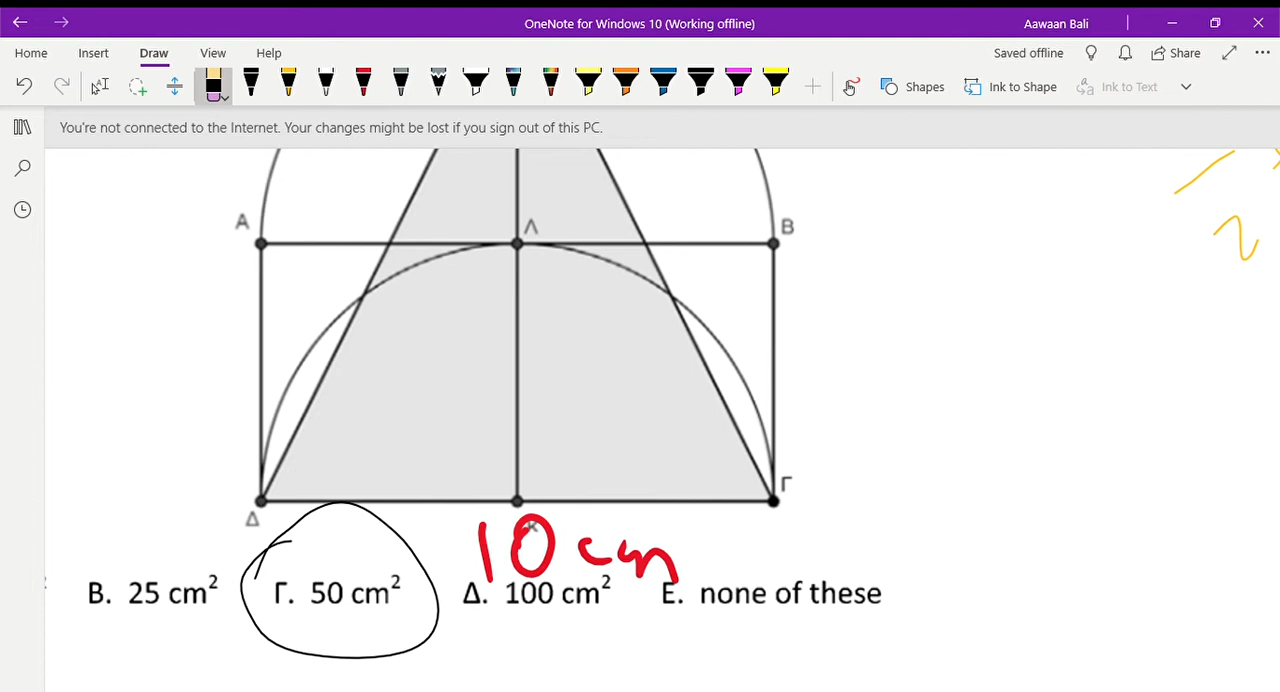 OneNote for Windows 10 (Working offline)
Aawaan Bali
Home Insert Draw View Help
Saved offline
Share
Shapes
Ink to Shape
Ink to Text
You're not connected to the Internet. Your changes might be lost if you sign out of this PC.
2
Α Λ Β
Δ Κ Γ
10 cm
Β. 25 cm² Γ. 50 cm² Δ. 100 cm² Ε. none of these